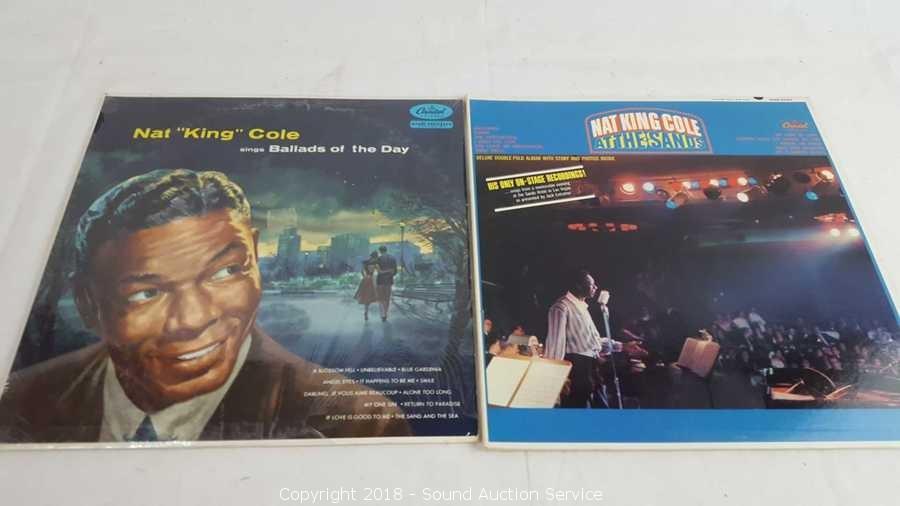 Nat "King" Cole
sings Ballads of the Day
Capitol
A BLOSSOM FELL • UNBELIEVABLE • BLUE GARDENIA
ANGEL EYES • IT HAPPENS TO BE ME • SMILE
DARLING, JE VOUS AIME BEAUCOUP • ALONE TOO LONG
MY ONE SIN • RETURN TO PARADISE
IF LOVE IS GOOD TO ME • THE SAND AND THE SEA
NAT KING COLE
AT THE SANDS
Capitol
DELUXE DOUBLE-FOLD ALBUM WITH STORY AND PHOTOS INSIDE
HIS ONLY ON-STAGE RECORDINGS!
Copyright 2018 - Sound Auction Service